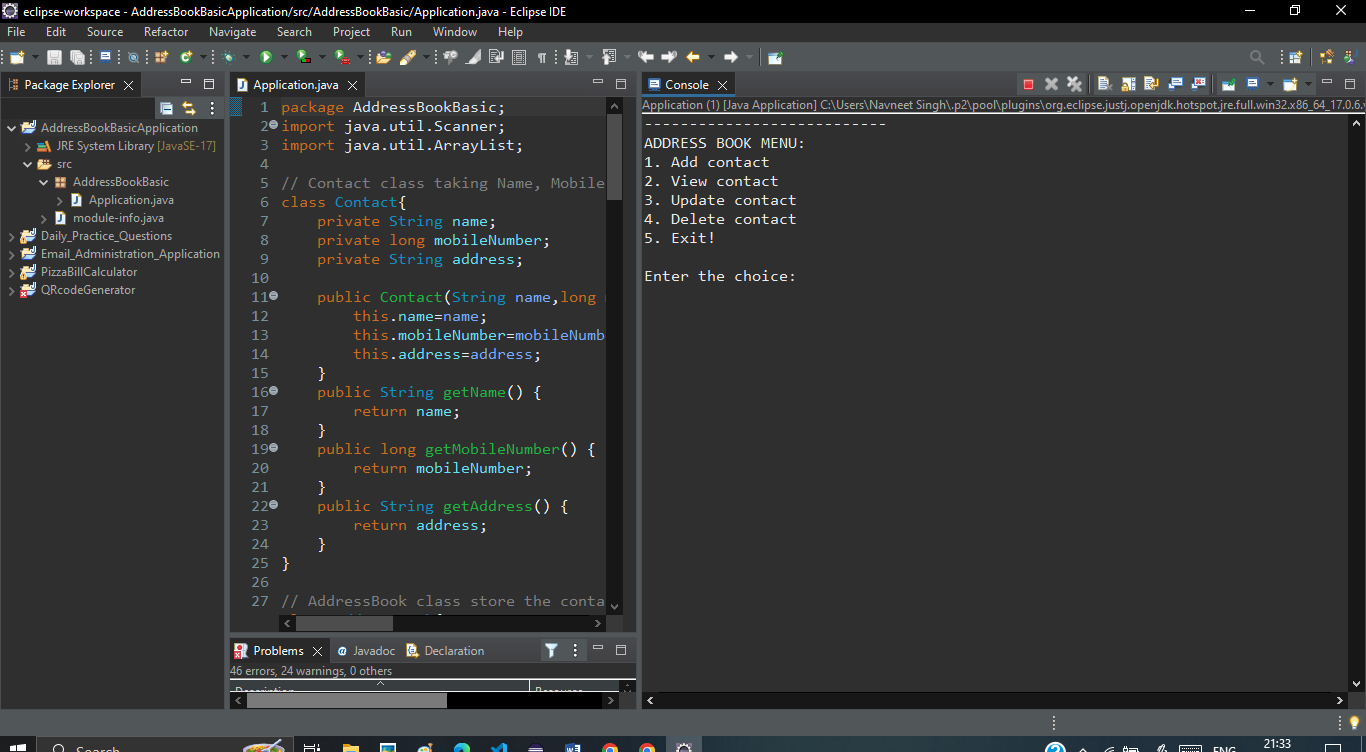 eclipse-workspace - AddressBookBasicApplication/src/AddressBookBasic/Application.java - Eclipse IDE
File Edit Source Refactor Navigate Search Project Run Window Help
Package Explorer
AddressBookBasicApplication
JRE System Library [JavaSE-17]
src
AddressBookBasic
Application.java
module-info.java
Daily_Practice_Questions
Email_Administration_Application
PizzaBillCalculator
QRcodeGenerator
Application.java
1 package AddressBookBasic;
2 import java.util.Scanner;
3 import java.util.ArrayList;
4
5 // Contact class taking Name, Mobile
6 class Contact{
7 private String name;
8 private long mobileNumber;
9 private String address;
10
11 public Contact(String name,long
12 this.name=name;
13 this.mobileNumber=mobileNumb
14 this.address=address;
15 }
16 public String getName() {
17 return name;
18 }
19 public long getMobileNumber() {
20 return mobileNumber;
21 }
22 public String getAddress() {
23 return address;
24 }
25 }
26
27 // AddressBook class store the conta
Problems Javadoc Declaration
46 errors, 24 warnings, 0 others
Console
Application (1) [Java Application] C:\Users\Navneet Singh\.p2\pool\plugins\org.eclipse.justj.openjdk.hotspot.jre.full.win32.x86_64_17.0.6.v
---------------------------
ADDRESS BOOK MENU:
1. Add contact
2. View contact
3. Update contact
4. Delete contact
5. Exit!
Enter the choice:
Search
ENG
21:33